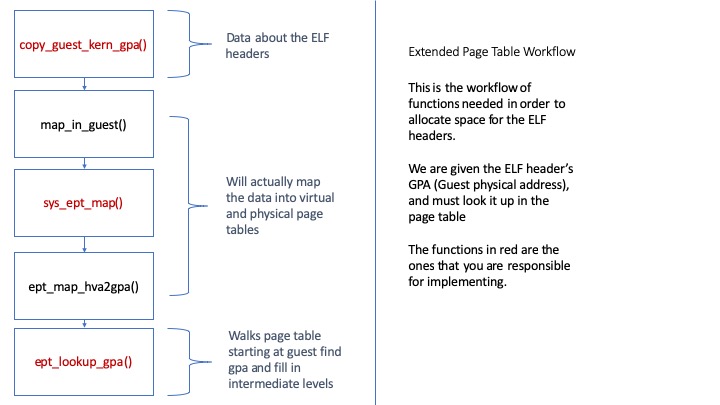 copy_guest_kern_gpa()
Data about the ELF
headers
map_in_guest()
sys_ept_map()
ept_map_hva2gpa()
Will actually map
the data into virtual
and physical page
tables
ept_lookup_gpa()
Walks page table
starting at guest find
gpa and fill in
intermediate levels
Extended Page Table Workflow
This is the workflow of
functions needed in order to
allocate space for the ELF
headers.
We are given the ELF header’s
GPA (Guest physical address),
and must look it up in the
page table
The functions in red are the
ones that you are responsible
for implementing.